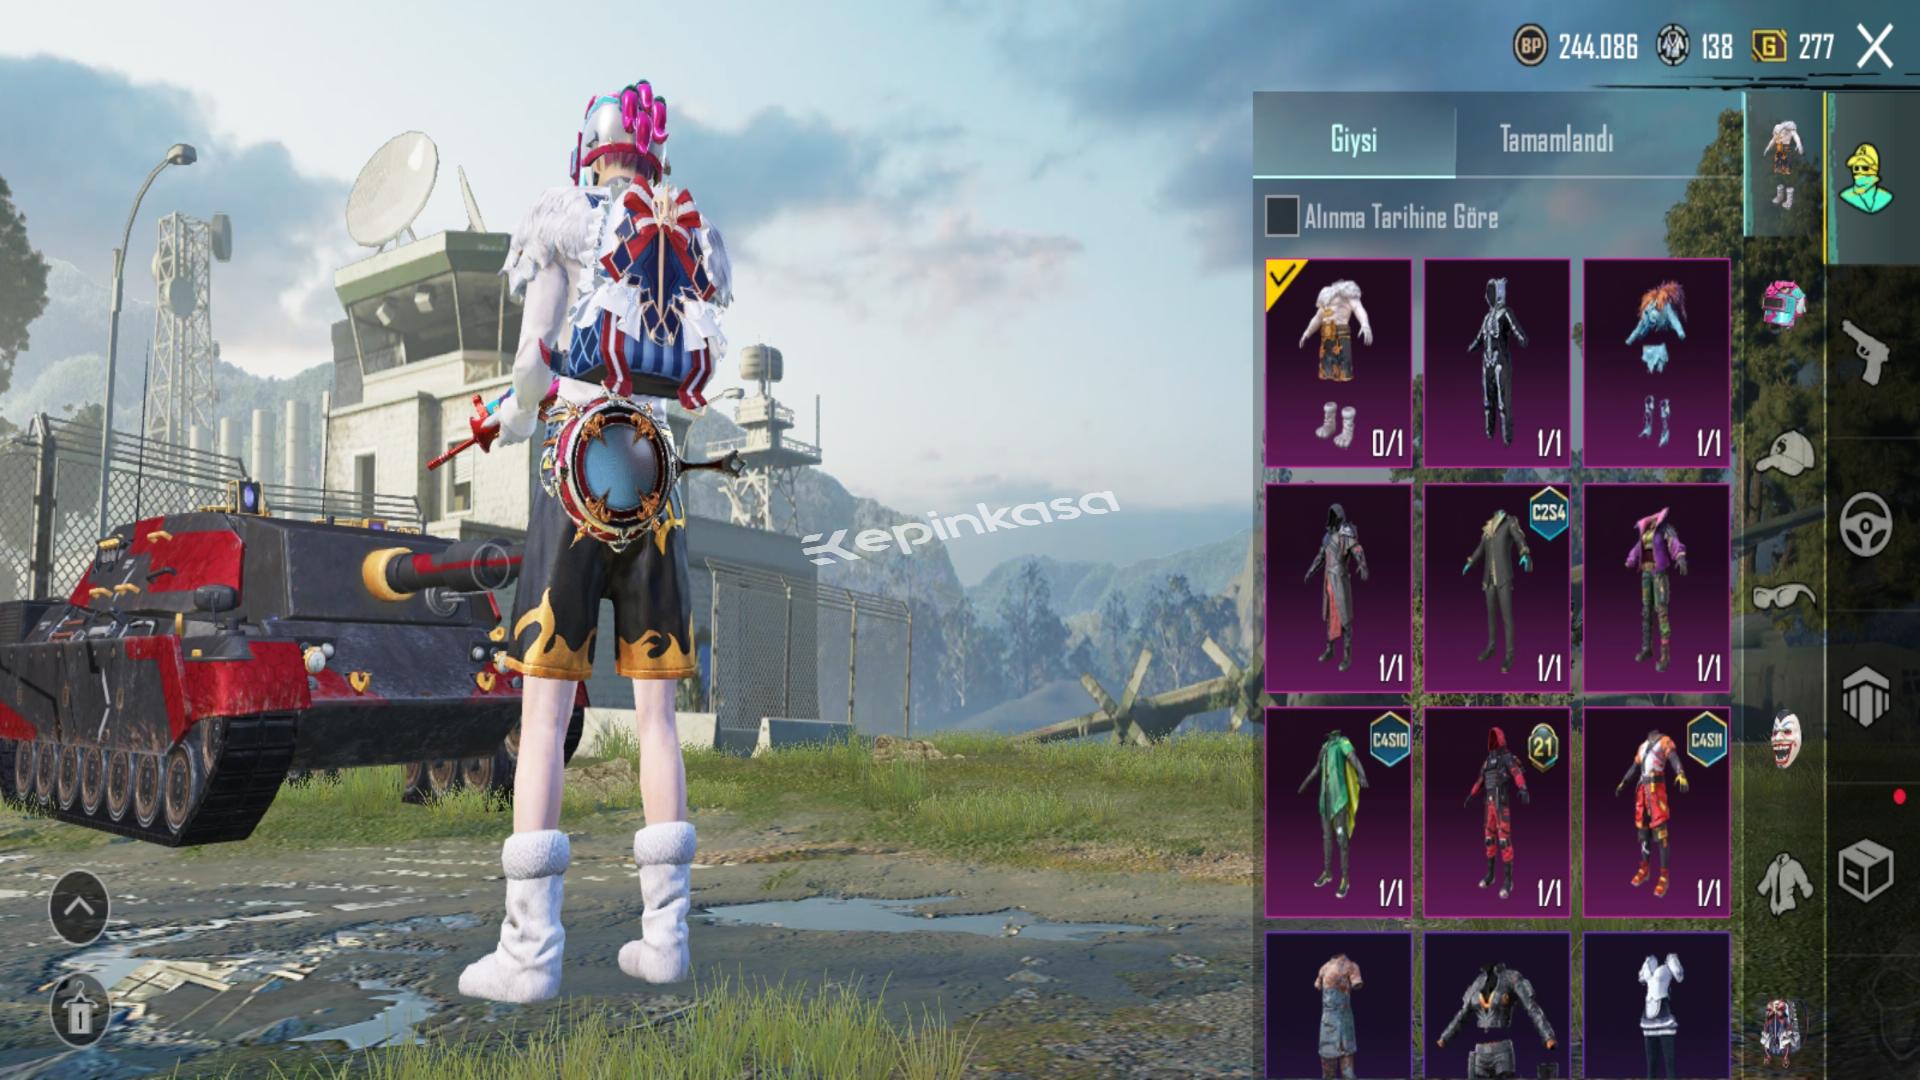 BP 244.086 138 G 277
Giysi Tamamlandı
Alınma Tarihine Göre
0/1 1/1 1/1
C2S4
1/1 1/1 1/1
C4S10 21 C4S11
1/1 1/1 1/1
epinkasa